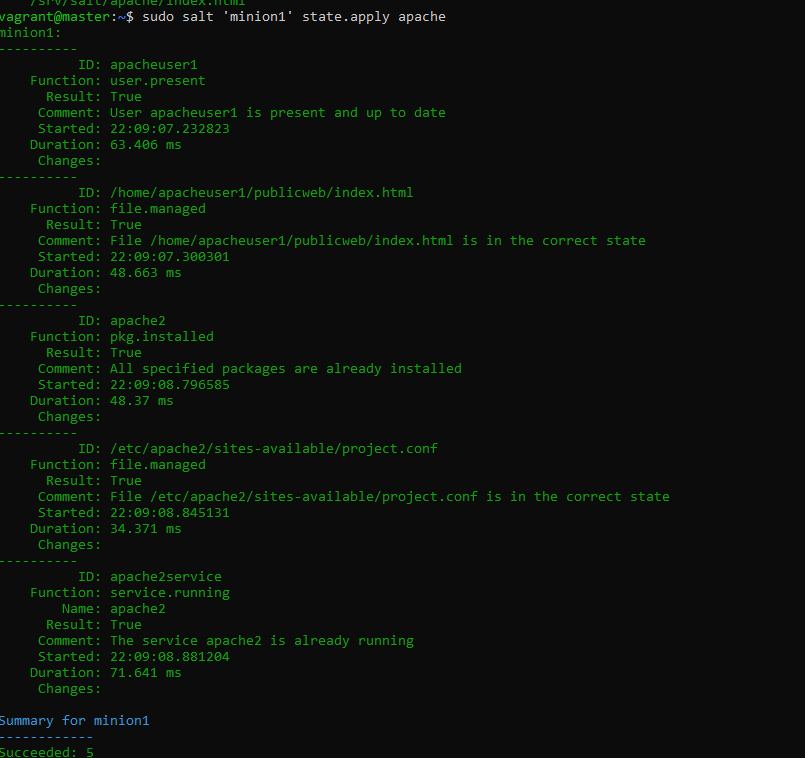 /srv/salt/apache/index.html
vagrant@master:~$ sudo salt 'minion1' state.apply apache
minion1:
----------
          ID: apacheuser1
    Function: user.present
      Result: True
     Comment: User apacheuser1 is present and up to date
     Started: 22:09:07.232823
    Duration: 63.406 ms
     Changes:
----------
          ID: /home/apacheuser1/publicweb/index.html
    Function: file.managed
      Result: True
     Comment: File /home/apacheuser1/publicweb/index.html is in the correct state
     Started: 22:09:07.300301
    Duration: 48.663 ms
     Changes:
----------
          ID: apache2
    Function: pkg.installed
      Result: True
     Comment: All specified packages are already installed
     Started: 22:09:08.796585
    Duration: 48.37 ms
     Changes:
----------
          ID: /etc/apache2/sites-available/project.conf
    Function: file.managed
      Result: True
     Comment: File /etc/apache2/sites-available/project.conf is in the correct state
     Started: 22:09:08.845131
    Duration: 34.371 ms
     Changes:
----------
          ID: apache2service
    Function: service.running
        Name: apache2
      Result: True
     Comment: The service apache2 is already running
     Started: 22:09:08.881204
    Duration: 71.641 ms
     Changes:
Summary for minion1
------------
Succeeded: 5